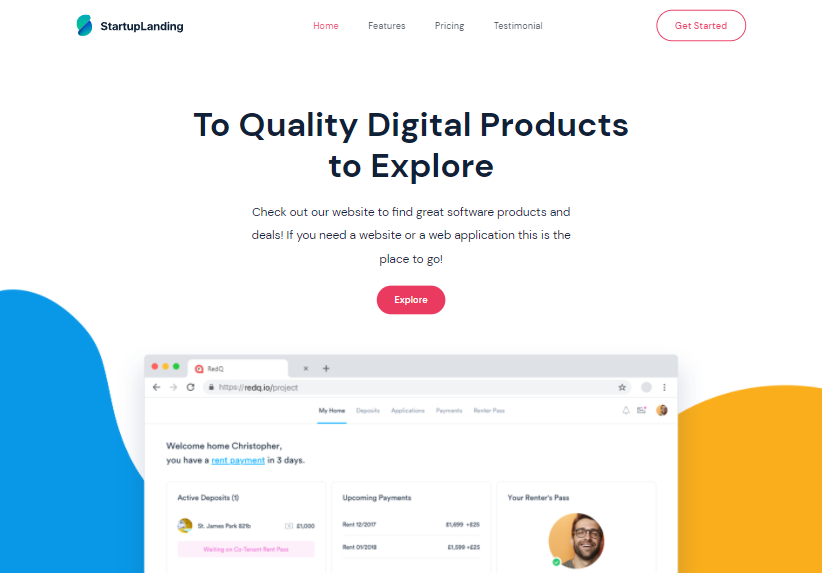 StartupLanding
Home Features Pricing Testimonial Get Started
To Quality Digital Products
to Explore
Check out our website to find great software products and
deals! If you need a website or a web application this is the
place to go!
Explore
RedQ
https://redq.io/project
My Home Deposits Applications Payments Renter Pass
Welcome home Christopher,
you have a rent payment in 3 days.
Active Deposits (1) Upcoming Payments Your Renter's Pass
St. James Park 821b £1,000 Rent 12/2017 £1,699 +£25
Waiting on Co-Tenant Rent Pass Rent 01/2018 £1,599 +£25